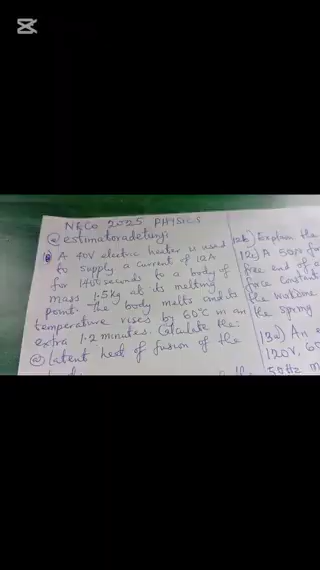 NECO 2025 PHYSICS
@estimatoradetunji
A 40V electric heater is used
to supply a current of 12A
for 1400 seconds to a body of
mass 1.5kg at its melting
point. the body melts and its
temperature rises by 60°C in an
extra 1.2 minutes. Calculate the:
(a) Latent heat of fusion of the
12b) Explain the
12c) A 50N for
free end of a
force constant
the
the spring
13a) An e
120V, 
50Hz